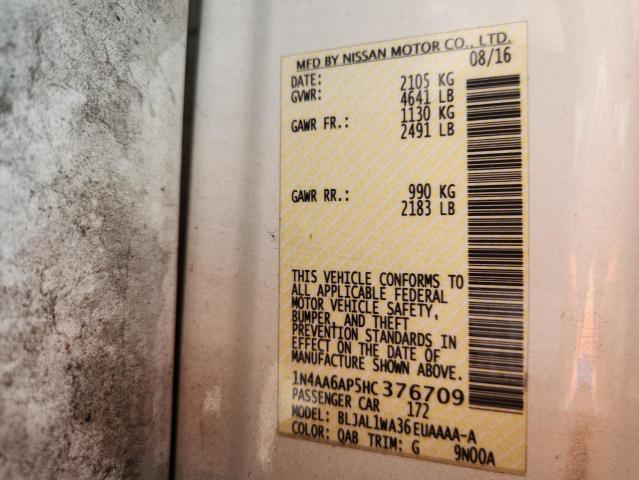 MFD BY NISSAN MOTOR CO., LTD.
DATE: 08/16
GVWR: 2105 KG
4641 LB
GAWR FR.: 1130 KG
2491 LB
GAWR RR.: 990 KG
2183 LB
THIS VEHICLE CONFORMS TO
ALL APPLICABLE FEDERAL
MOTOR VEHICLE SAFETY,
BUMPER, AND THEFT
PREVENTION STANDARDS IN
EFFECT ON THE DATE OF
MANUFACTURE SHOWN ABOVE.
1N4AA6AP5HC376709
PASSENGER CAR 172
MODEL: BLJAL1WA36EUAAAA-A
COLOR: QAB TRIM: G 9N00A